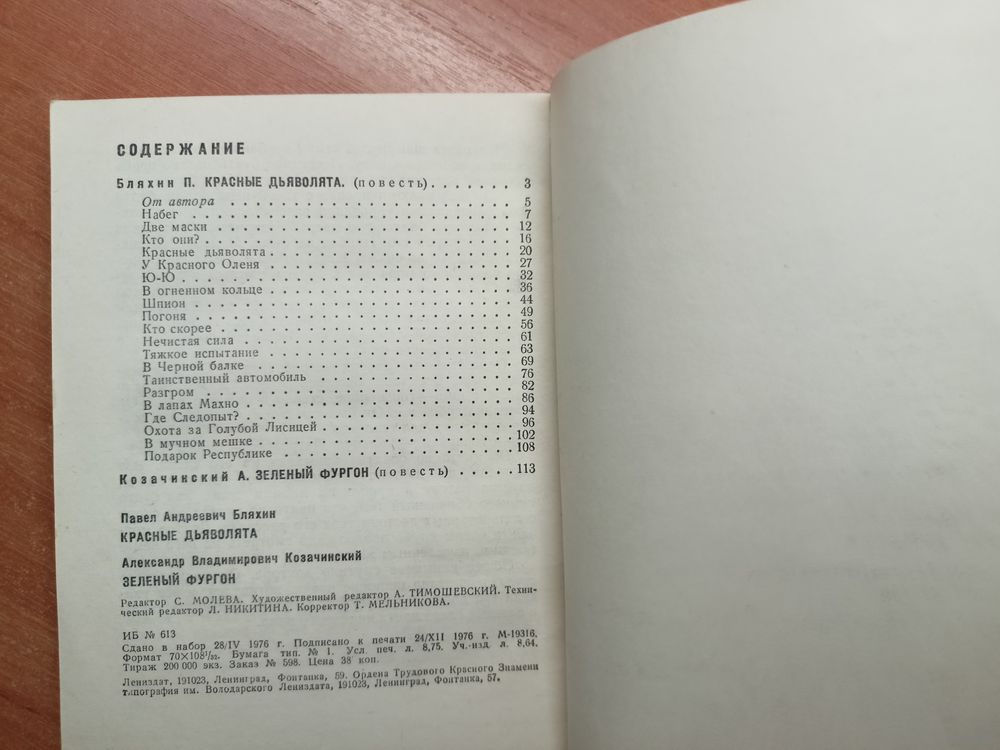 СОДЕРЖАНИЕ
Бляхин П. КРАСНЫЕ ДЬЯВОЛЯТА. (повесть) . . . . . . . 3
От автора . . . . . . . . . . . . . . . . . . 5
Набег . . . . . . . . . . . . . . . . . . . . 7
Две маски . . . . . . . . . . . . . . . . . . 12
Кто они? . . . . . . . . . . . . . . . . . . . 16
Красные дьяволята . . . . . . . . . . . . . . . 20
У Красного Оленя . . . . . . . . . . . . . . . 27
Ю-Ю . . . . . . . . . . . . . . . . . . . . . 32
В огненном кольце . . . . . . . . . . . . . . . 36
Шпион . . . . . . . . . . . . . . . . . . . . 44
Погоня . . . . . . . . . . . . . . . . . . . . 49
Кто скорее . . . . . . . . . . . . . . . . . . 56
Нечистая сила . . . . . . . . . . . . . . . . . 61
Тяжкое испытание . . . . . . . . . . . . . . . 63
В Черной балке . . . . . . . . . . . . . . . . 69
Таинственный автомобиль . . . . . . . . . . . . 76
Разгром . . . . . . . . . . . . . . . . . . . 82
В лапах Махно . . . . . . . . . . . . . . . . . 86
Где Следопыт? . . . . . . . . . . . . . . . . . 94
Охота за Голубой Лисицей . . . . . . . . . . . . 96
В мучном мешке . . . . . . . . . . . . . . . . 102
Подарок Республике . . . . . . . . . . . . . . 108
Козачинский А. ЗЕЛЕНЫЙ ФУРГОН (повесть) . . . . . 113
Павел Андреевич Бляхин
КРАСНЫЕ ДЬЯВОЛЯТА
Александр Владимирович Козачинский
ЗЕЛЕНЫЙ ФУРГОН
Редактор С. МОЛЕВА. Художественный редактор А. ТИМОШЕВСКИЙ. Техни-
ческий редактор Л. НИКИТИНА. Корректор Т. МЕЛЬНИКОВА.
ИБ № 613
Сдано в набор 28/IV 1976 г. Подписано к печати 24/XII 1976 г. М-19316.
Формат 70×108¹/₃₂. Бумага тип. № 1. Усл. печ. л. 8,75. Уч.-изд. л. 8,64.
Тираж 200 000 экз. Заказ № 598. Цена 38 коп.
Лениздат, 191023, Ленинград, Фонтанка, 59. Ордена Трудового Красного Знамени
типография им. Володарского Лениздата, 191023, Ленинград, Фонтанка, 57.